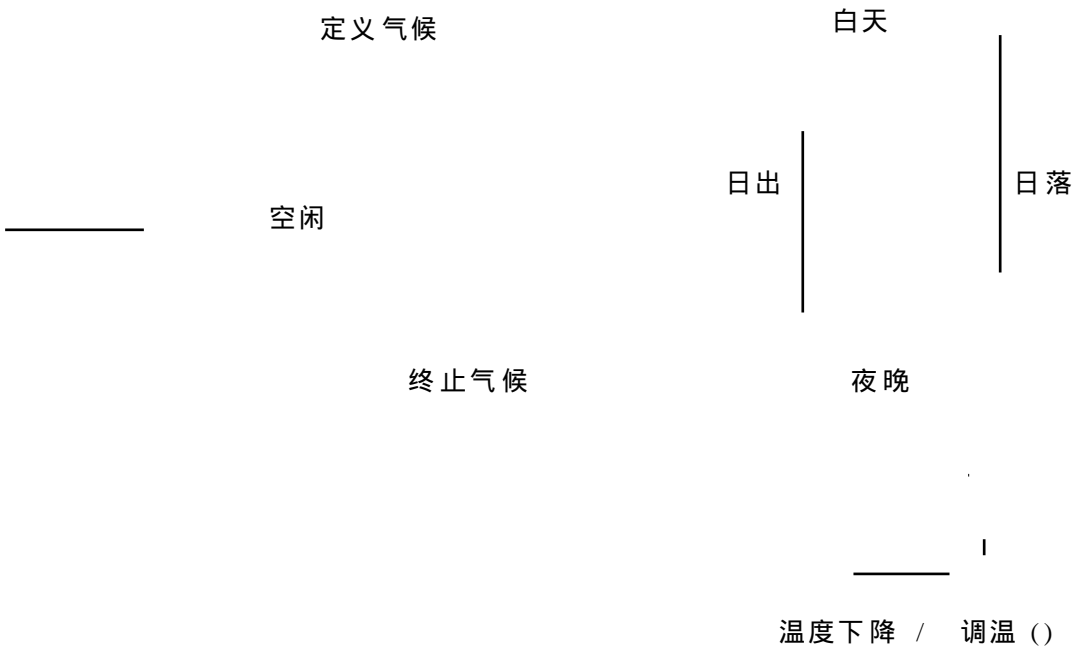 定义气候
白天
日出
日落
空闲
终止气候
夜晚
温度下降 / 调温 ()